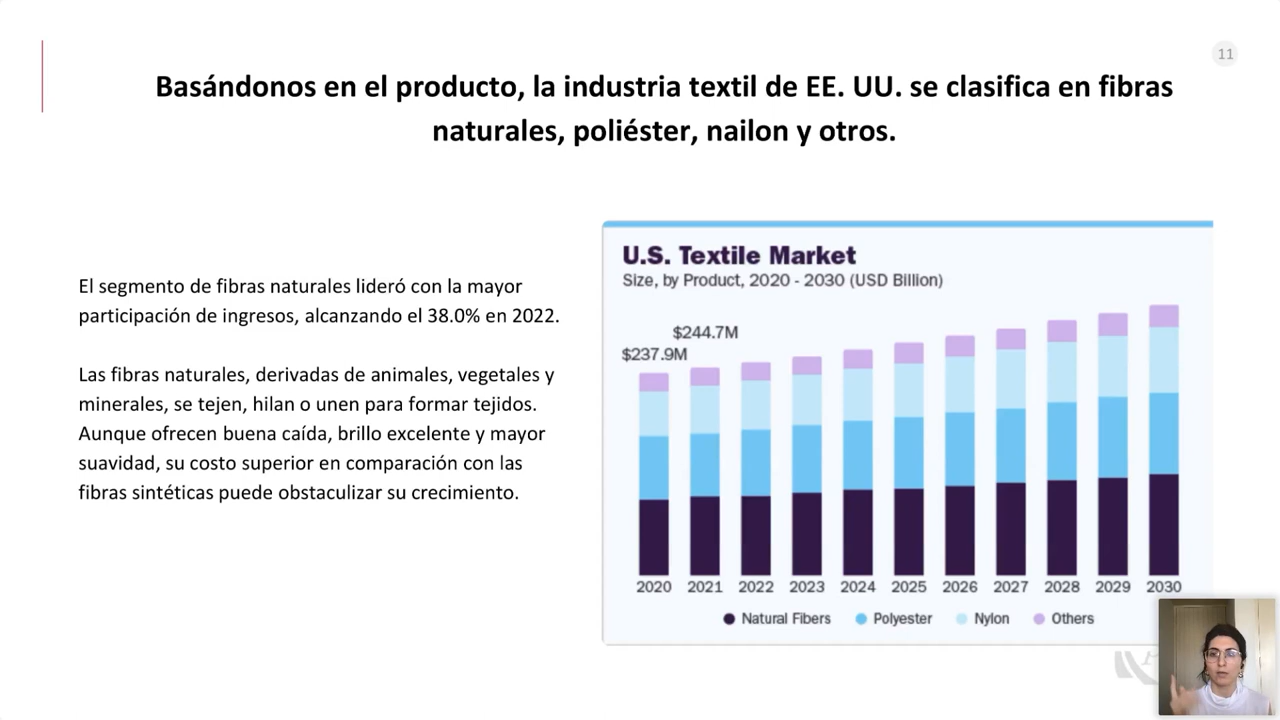 11
Basándonos en el producto, la industria textil de EE. UU. se clasifica en fibras
naturales, poliéster, nailon y otros.
El segmento de fibras naturales lideró con la mayor
participación de ingresos, alcanzando el 38.0% en 2022.
Las fibras naturales, derivadas de animales, vegetales y
minerales, se tejen, hilan o unen para formar tejidos.
Aunque ofrecen buena caída, brillo excelente y mayor
suavidad, su costo superior en comparación con las
fibras sintéticas puede obstaculizar su crecimiento.
U.S. Textile Market
Size, by Product, 2020 - 2030 (USD Billion)
$244.7M
$237.9M
2020 2021 2022 2023 2024 2025 2026 2027 2028 2029 2030
Natural Fibers Polyester Nylon Others